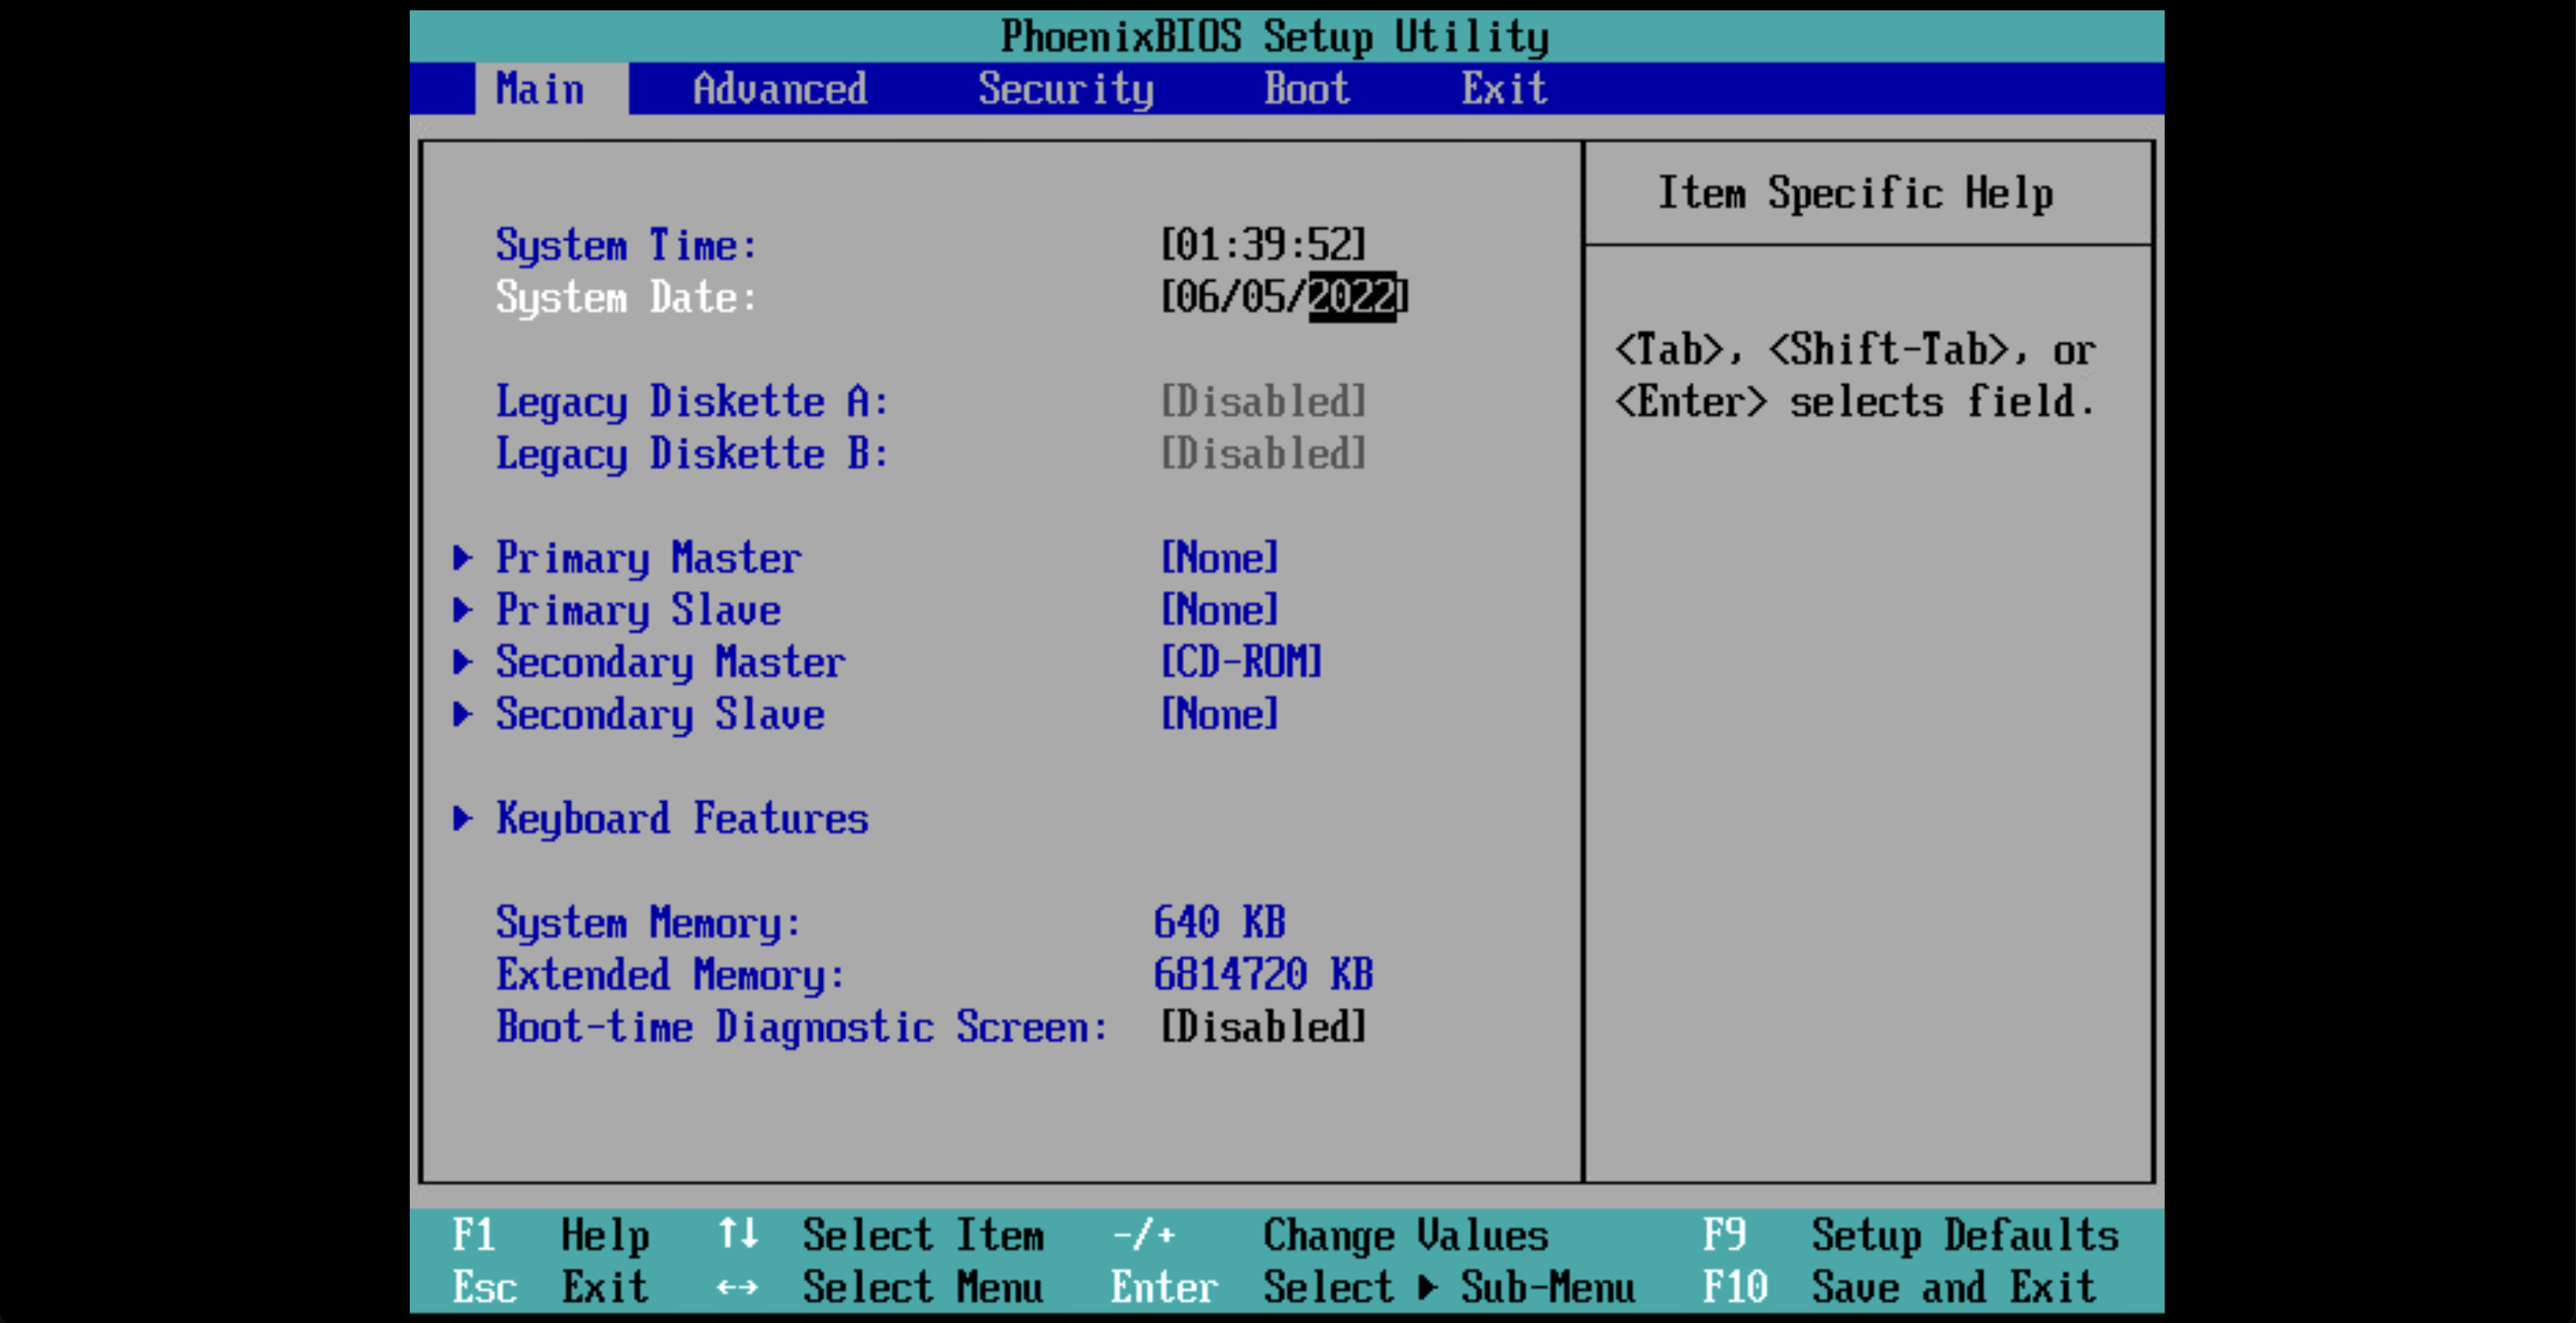 PhoenixBIOS Setup Utility
Main Advanced Security Boot Exit
Item Specific Help
System Time: [01:39:52]
System Date: [06/05/2022]
<Tab>, <Shift-Tab>, or
<Enter> selects field.
Legacy Diskette A: [Disabled]
Legacy Diskette B: [Disabled]
Primary Master [None]
Primary Slave [None]
Secondary Master [CD-ROM]
Secondary Slave [None]
Keyboard Features
System Memory: 640 KB
Extended Memory: 6814720 KB
Boot-time Diagnostic Screen: [Disabled]
F1 Help ↑↓ Select Item -/+ Change Values F9 Setup Defaults
Esc Exit ↔ Select Menu Enter Select ▶ Sub-Menu F10 Save and Exit